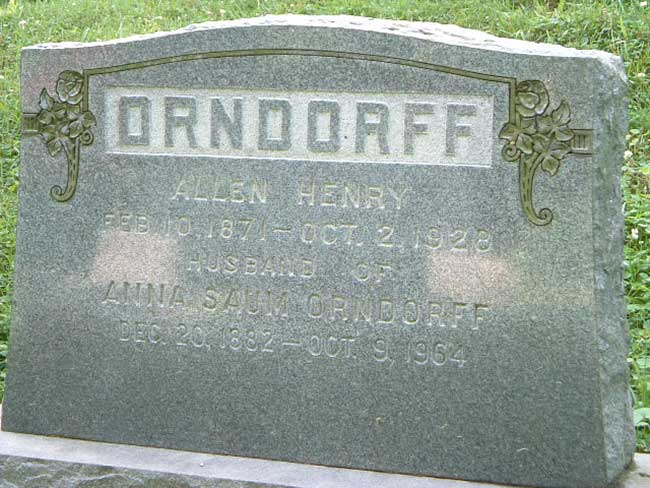 ORNDORFF
ALLEN HENRY
FEB. 10, 1871 – OCT. 2, 1928
HUSBAND OF
ANNA SAUM ORNDORFF
DEC. 20, 1882 – OCT. 9, 1964